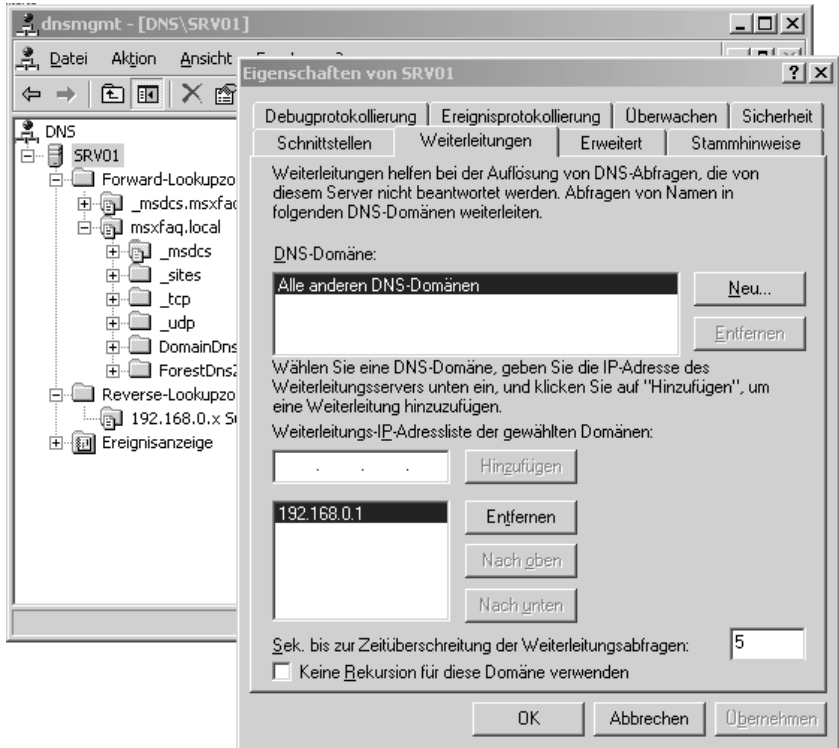 dnsmgmt - [DNS\SRV01]
Datei Aktion Ansicht
DNS
SRV01
Forward-Lookupzo
_msdcs.msxfaq
msxfaq.local
_msdcs
_sites
_tcp
_udp
DomainDns
ForestDnsZ
Reverse-Lookupzo
192.168.0.x Su
Ereignisanzeige
Eigenschaften von SRV01
Debugprotokollierung Ereignisprotokollierung Überwachen Sicherheit
Schnittstellen Weiterleitungen Erweitert Stammhinweise
Weiterleitungen helfen bei der Auflösung von DNS-Abfragen, die von
diesem Server nicht beantwortet werden. Abfragen von Namen in
folgenden DNS-Domänen weiterleiten.
DNS-Domäne:
Alle anderen DNS-Domänen
Neu...
Entfernen
Wählen Sie eine DNS-Domäne, geben Sie die IP-Adresse des
Weiterleitungsservers unten ein, und klicken Sie auf "Hinzufügen", um
eine Weiterleitung hinzuzufügen.
Weiterleitungs-IP-Adressliste der gewählten Domänen:
. . .
Hinzufügen
192.168.0.1
Entfernen
Nach oben
Nach unten
Sek. bis zur Zeitüberschreitung der Weiterleitungsabfragen: 5
Keine Rekursion für diese Domäne verwenden
OK Abbrechen Übernehmen